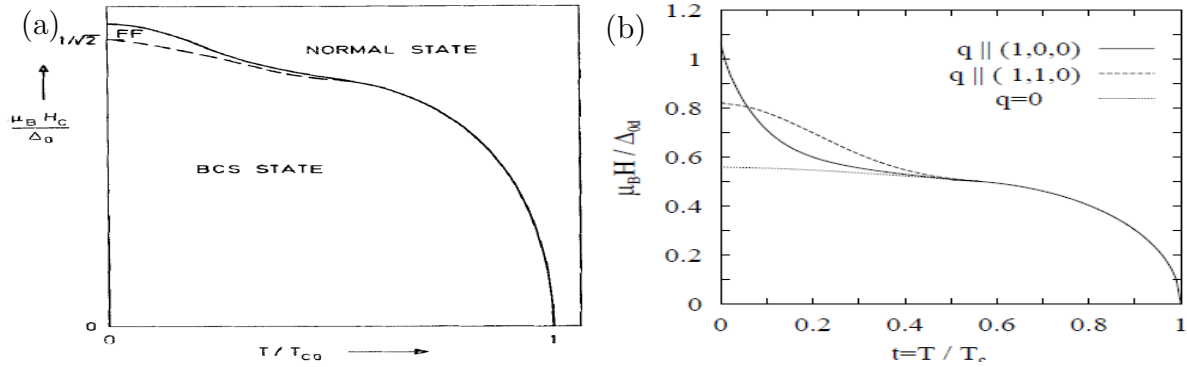 (a)
1/√2
FF
NORMAL STATE
μB Hc
Δ0
BCS STATE
0
0
T / Tco
1
(b)
1.2
1
0.8
0.6
0.4
0.2
0
μBH / Δ0d
q || (1,0,0)
q || ( 1,1,0)
q=0
0
0.2
0.4
0.6
0.8
1
t=T / Tc